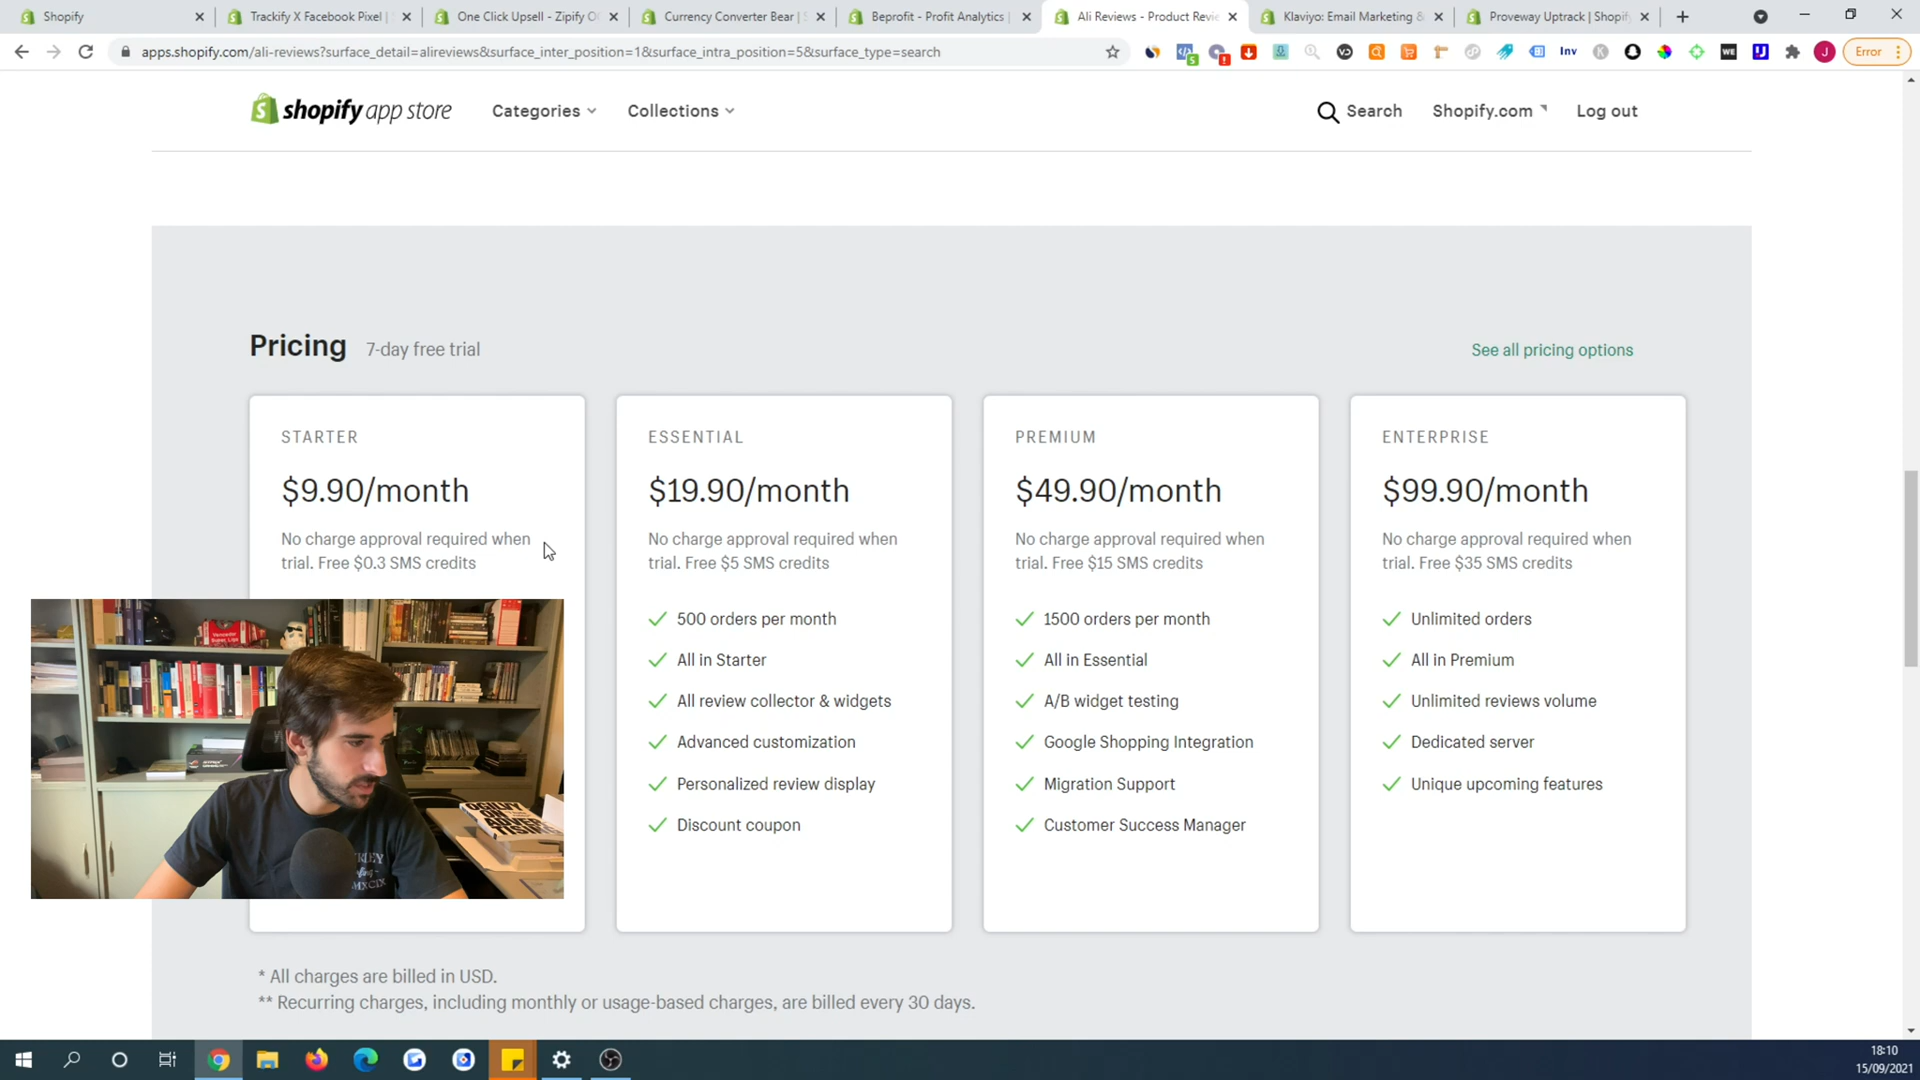 Shopify
Trackify X Facebook Pixel |
One Click Upsell - Zipify O
Currency Converter Bear |
Beprofit - Profit Analytics |
Ali Reviews - Product Revi
Klaviyo: Email Marketing &
Proveway Uptrack | Shopif
apps.shopify.com/ali-reviews?surface_detail=alireviews&surface_inter_position=1&surface_intra_position=5&surface_type=search
Inv
WE
J
Error
shopify app store
Categories
Collections
Search
Shopify.com
Log out
Pricing
7-day free trial
See all pricing options
STARTER
$9.90/month
No charge approval required when
trial. Free $0.3 SMS credits
ESSENTIAL
$19.90/month
No charge approval required when
trial. Free $5 SMS credits
500 orders per month
All in Starter
All review collector & widgets
Advanced customization
Personalized review display
Discount coupon
PREMIUM
$49.90/month
No charge approval required when
trial. Free $15 SMS credits
1500 orders per month
All in Essential
A/B widget testing
Google Shopping Integration
Migration Support
Customer Success Manager
ENTERPRISE
$99.90/month
No charge approval required when
trial. Free $35 SMS credits
Unlimited orders
All in Premium
Unlimited reviews volume
Dedicated server
Unique upcoming features
OGILVY
ON
ADVER
TISIN
MXCIX
* All charges are billed in USD.
** Recurring charges, including monthly or usage-based charges, are billed every 30 days.
18:10
15/09/2021